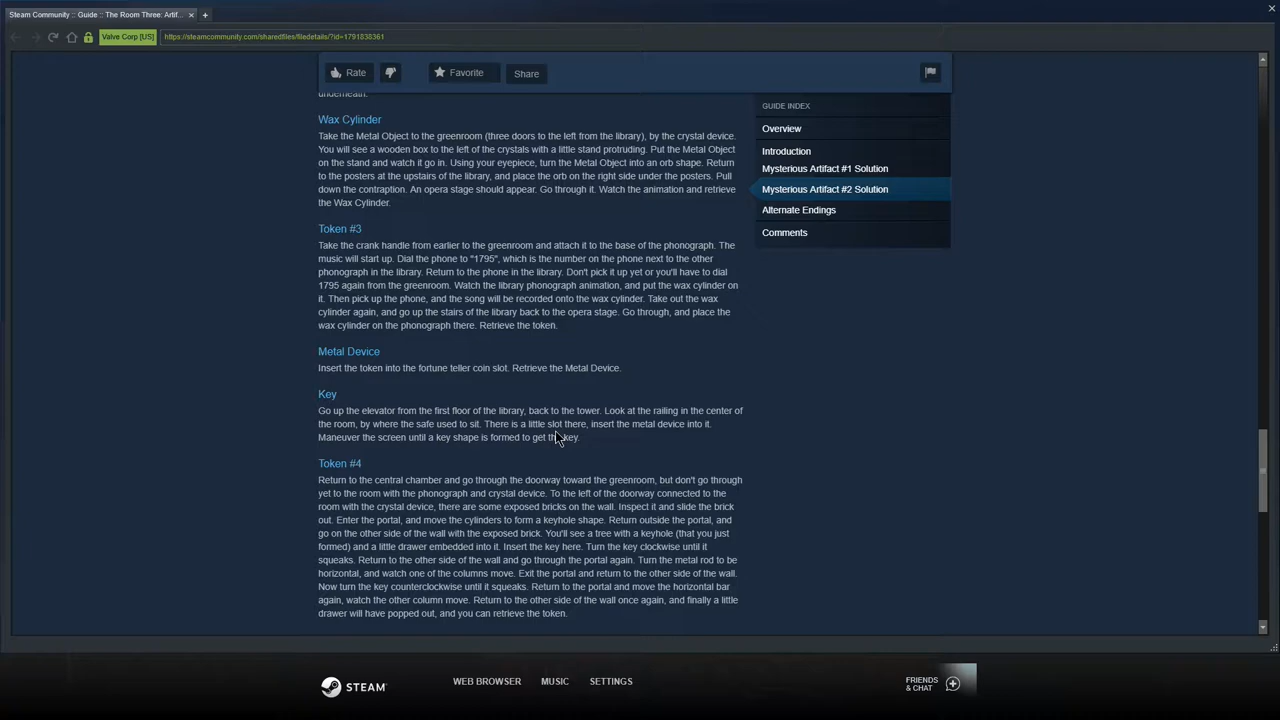 Steam Community :: Guide :: The Room Three: Artif...
Valve Corp [US]
https://steamcommunity.com/sharedfiles/filedetails/?id=1791838361
Rate
Favorite
Share
underneath.
Wax Cylinder
Take the Metal Object to the greenroom (three doors to the left from the library), by the crystal device.
You will see a wooden box to the left of the crystals with a little stand protruding. Put the Metal Object
on the stand and watch it go in. Using your eyepiece, turn the Metal Object into an orb shape. Return
to the posters at the upstairs of the library, and place the orb on the right side under the posters. Pull
down the contraption. An opera stage should appear. Go through it. Watch the animation and retrieve
the Wax Cylinder.
Token #3
Take the crank handle from earlier to the greenroom and attach it to the base of the phonograph. The
music will start up. Dial the phone to "1795", which is the number on the phone next to the other
phonograph in the library. Return to the phone in the library. Don't pick it up yet or you'll have to dial
1795 again from the greenroom. Watch the library phonograph animation, and put the wax cylinder on
it. Then pick up the phone, and the song will be recorded onto the wax cylinder. Take out the wax
cylinder again, and go up the stairs of the library back to the opera stage. Go through, and place the
wax cylinder on the phonograph there. Retrieve the token.
Metal Device
Insert the token into the fortune teller coin slot. Retrieve the Metal Device.
Key
Go up the elevator from the first floor of the library, back to the tower. Look at the railing in the center of
the room, by where the safe used to sit. There is a little slot there, insert the metal device into it.
Maneuver the screen until a key shape is formed to get the key.
Token #4
Return to the central chamber and go through the doorway toward the greenroom, but don't go through
yet to the room with the phonograph and crystal device. To the left of the doorway connected to the
room with the crystal device, there are some exposed bricks on the wall. Inspect it and slide the brick
out. Enter the portal, and move the cylinders to form a keyhole shape. Return outside the portal, and
go on the other side of the wall with the exposed brick. You'll see a tree with a keyhole (that you just
formed) and a little drawer embedded into it. Insert the key here. Turn the key clockwise until it
squeaks. Return to the other side of the wall and go through the portal again. Turn the metal rod to be
horizontal, and watch one of the columns move. Exit the portal and return to the other side of the wall.
Now turn the key counterclockwise until it squeaks. Return to the portal and move the horizontal bar
again, watch the other column move. Return to the other side of the wall once again, and finally a little
drawer will have popped out, and you can retrieve the token.
GUIDE INDEX
Overview
Introduction
Mysterious Artifact #1 Solution
Mysterious Artifact #2 Solution
Alternate Endings
Comments
STEAM
WEB BROWSER
MUSIC
SETTINGS
FRIENDS
& CHAT